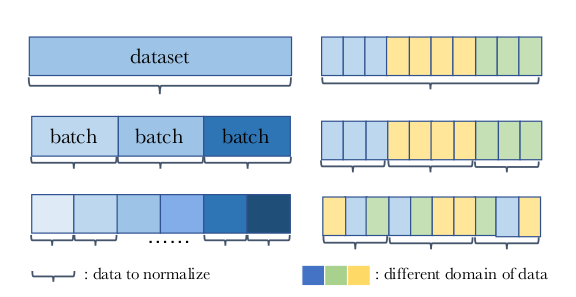 dataset
batch batch batch
......
: data to normalize
: different domain of data